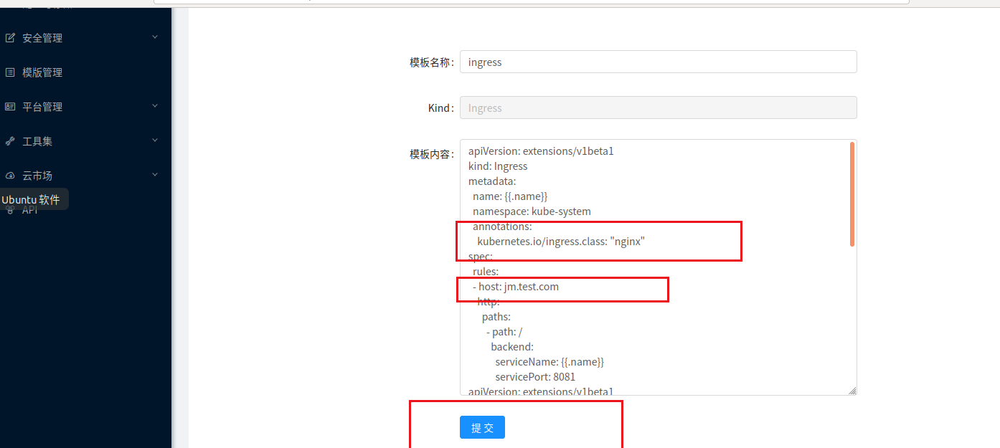 安全管理
模版管理
平台管理
工具集
云市场
Ubuntu 软件
API
模板名称：
ingress
Kind：
Ingress
模板内容：
apiVersion: extensions/v1beta1
kind: Ingress
metadata:
name: {{.name}}
namespace: kube-system
annotations:
kubernetes.io/ingress.class: "nginx"
spec:
rules:
- host: jm.test.com
http:
paths:
- path: /
backend:
serviceName: {{.name}}
servicePort: 8081
apiVersion: extensions/v1beta1
提 交